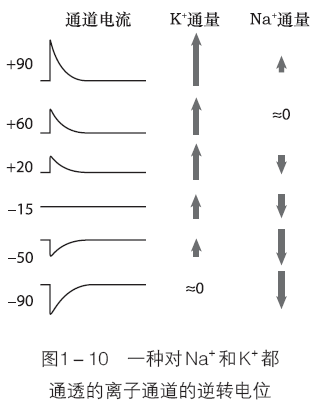 通道电流 K⁺通量 Na⁺通量
+90
+60 ≈0
+20
−15
−50
−90 ≈0
图1－10 一种对Na⁺和K⁺都
通透的离子通道的逆转电位